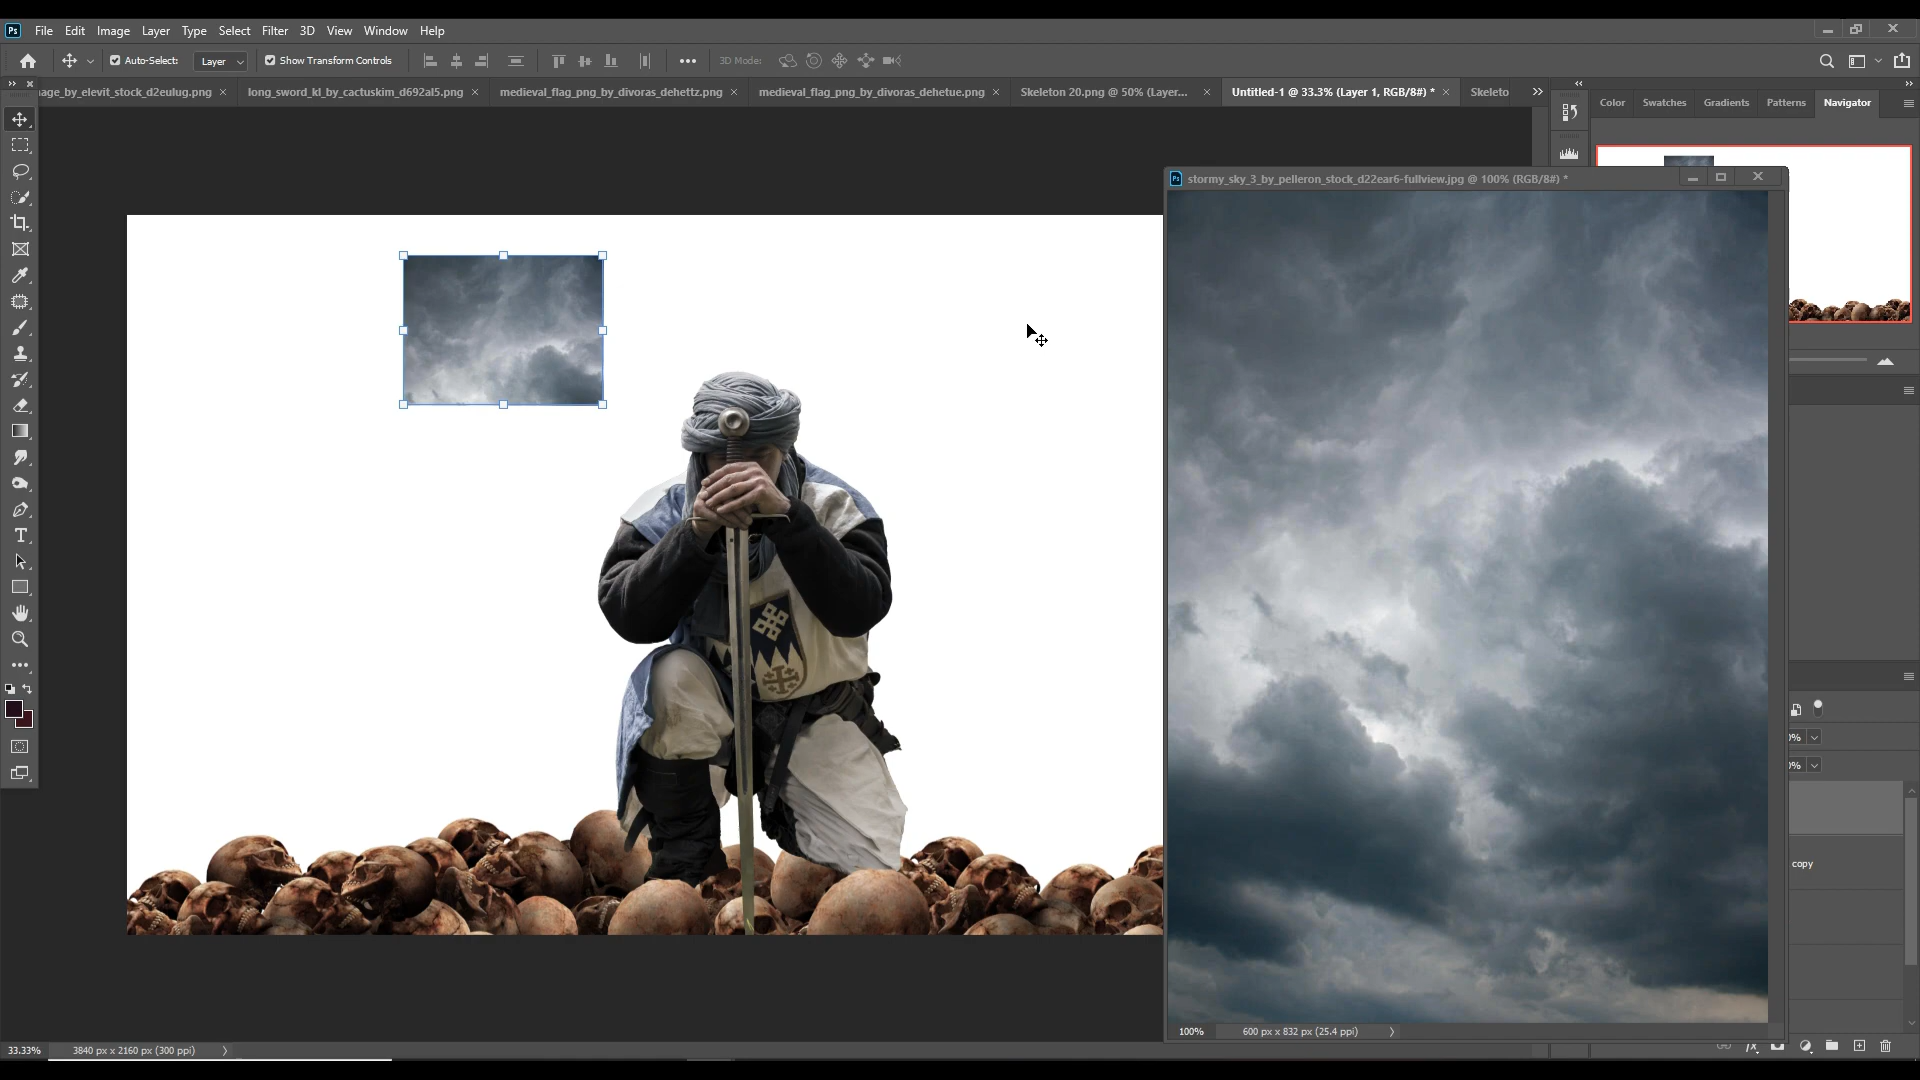 Ps File Edit Image Layer Type Select Filter 3D View Window Help
Auto-Select: Layer Show Transform Controls 3D Mode:
age_by_elevit_stock_d2eulug.png × long_sword_kl_by_cactuskim_d692al5.png × medieval_flag_png_by_divoras_dehettz.png × medieval_flag_png_by_divoras_dehetue.png × Skeleton 20.png @ 50% (Layer... × Untitled-1 @ 33.3% (Layer 1, RGB/8#) * × Skeleto
Color Swatches Gradients Patterns Navigator
Ps stormy_sky_3_by_pelleron_stock_d22ear6-fullview.jpg @ 100% (RGB/8#) *
T
copy
100% 600 px x 832 px (25.4 ppi)
33.33% 3840 px x 2160 px (300 ppi)
fx